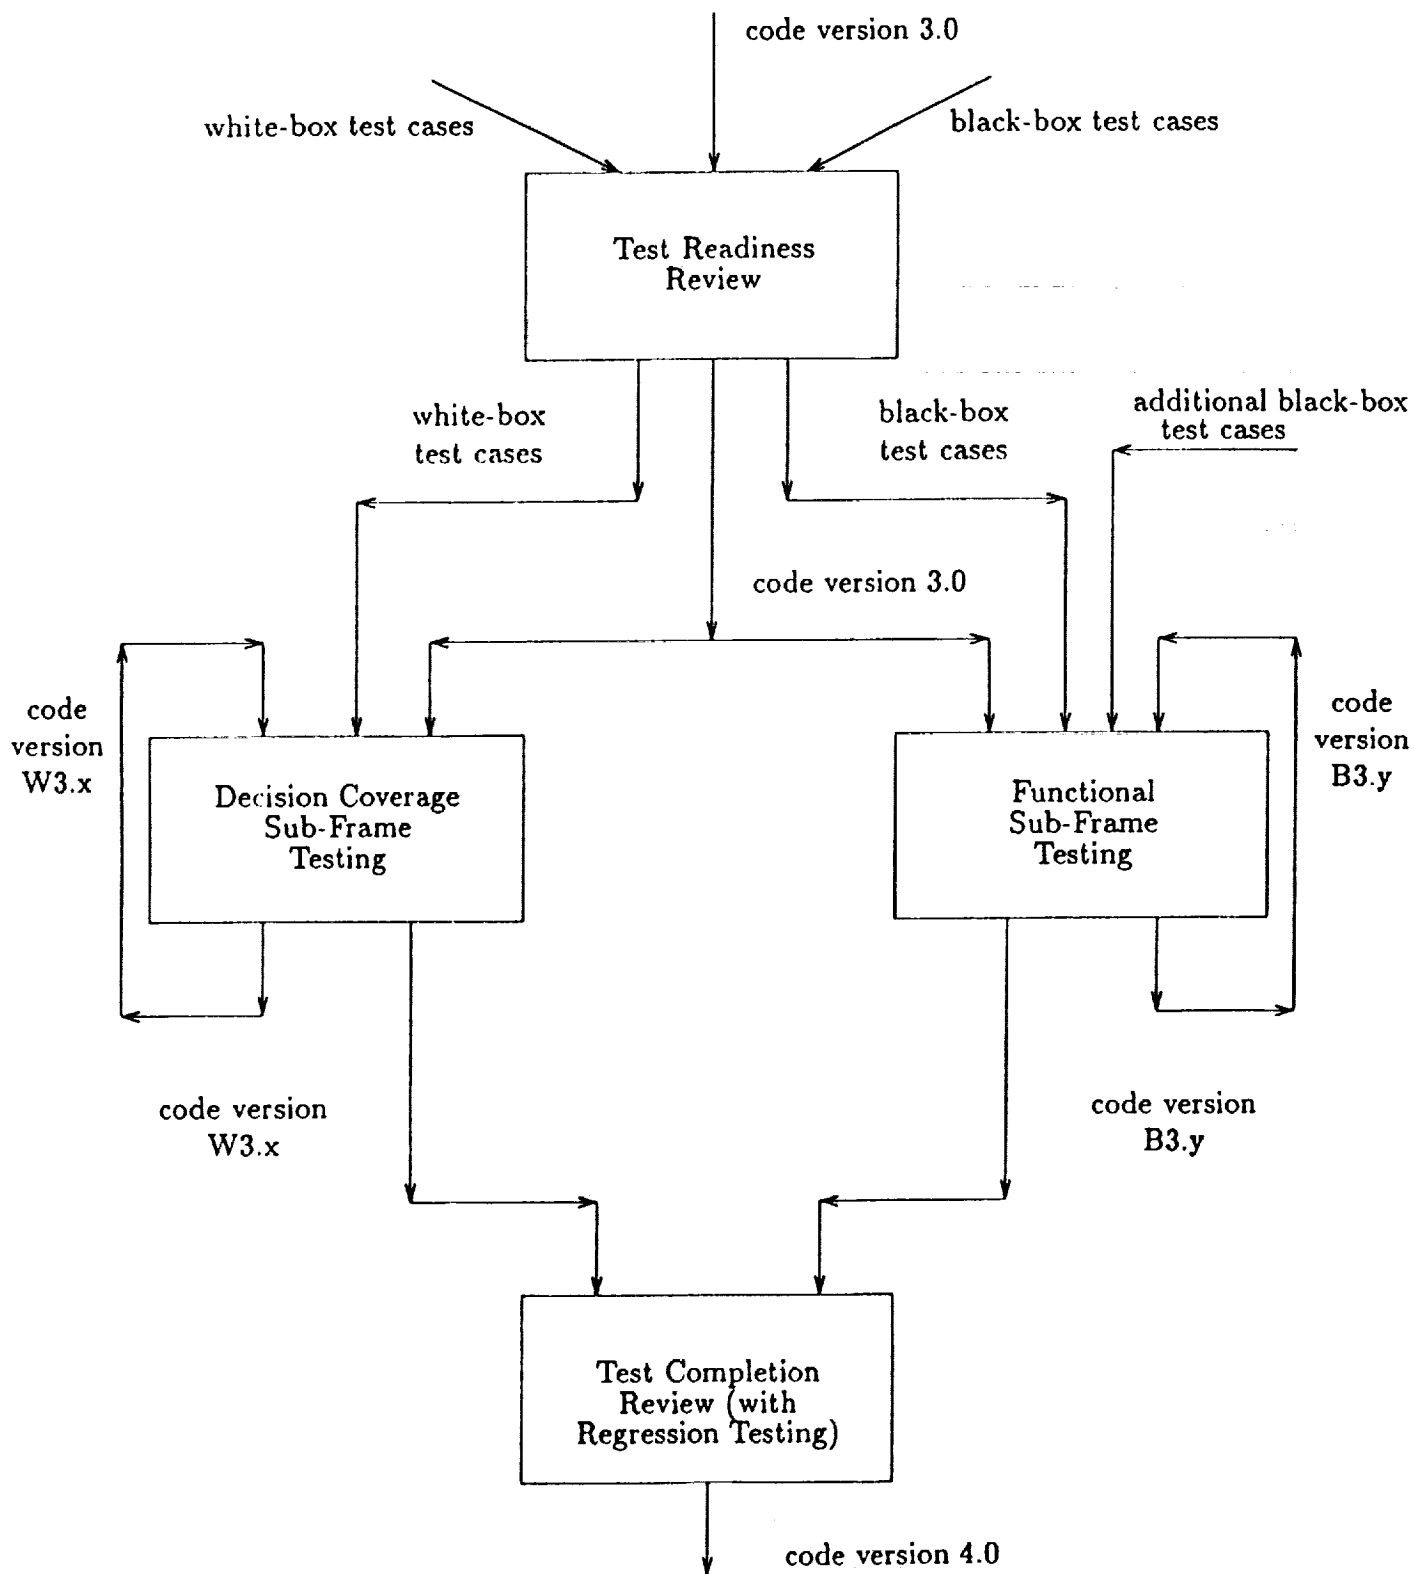 code version 3.0
white-box test cases
black-box test cases
Test Readiness
Review
white-box
test cases
black-box
test cases
additional black-box
test cases
code version 3.0
code
version
W3.x
code
version
B3.y
Decision Coverage
Sub-Frame
Testing
Functional
Sub-Frame
Testing
code version
W3.x
code version
B3.y
Test Completion
Review (with
Regression Testing)
code version 4.0